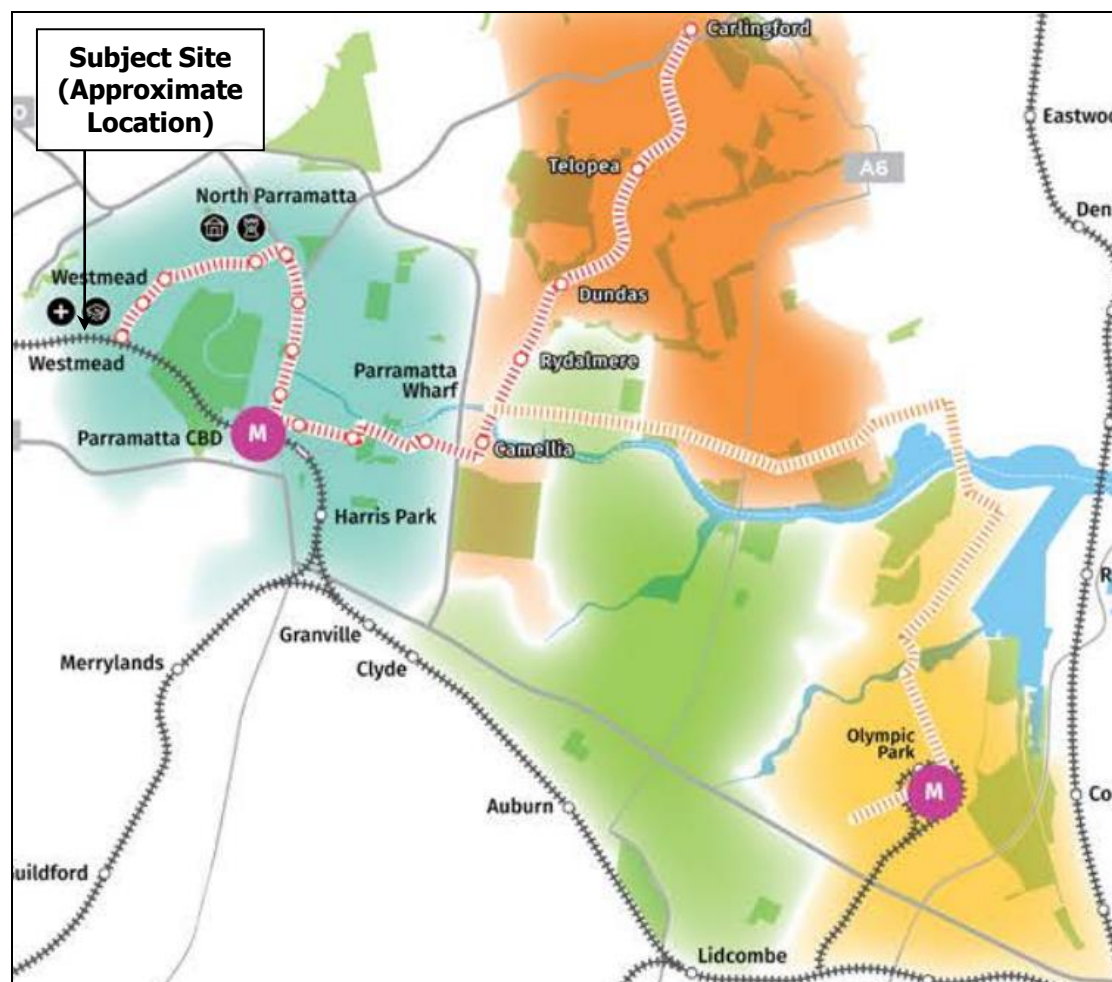 Subject Site
(Approximate
Location)
Carlingford
Eastwoo
Telopea
A6
North Parramatta
Den
Westmead
Dundas
Westmead
Rydalmere
Parramatta
Wharf
Parramatta CBD
M
Camellia
Harris Park
R
Granville
Merrylands
Clyde
Olympic
Park
M
Auburn
Co
uildford
Lidcombe